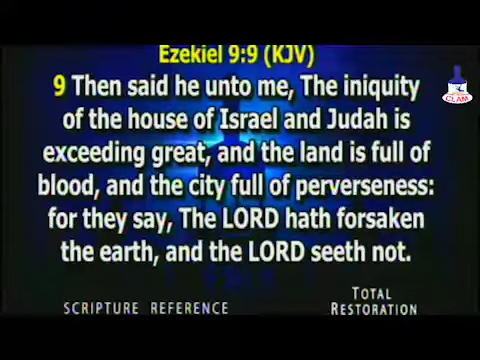 Ezekiel 9:9 (KJV)
9 Then said he unto me, The iniquity
of the house of Israel and Judah is
exceeding great, and the land is full of
blood, and the city full of perverseness:
for they say, The LORD hath forsaken
the earth, and the LORD seeth not.
CLAM
SCRIPTURE REFERENCE
TOTAL
RESTORATION